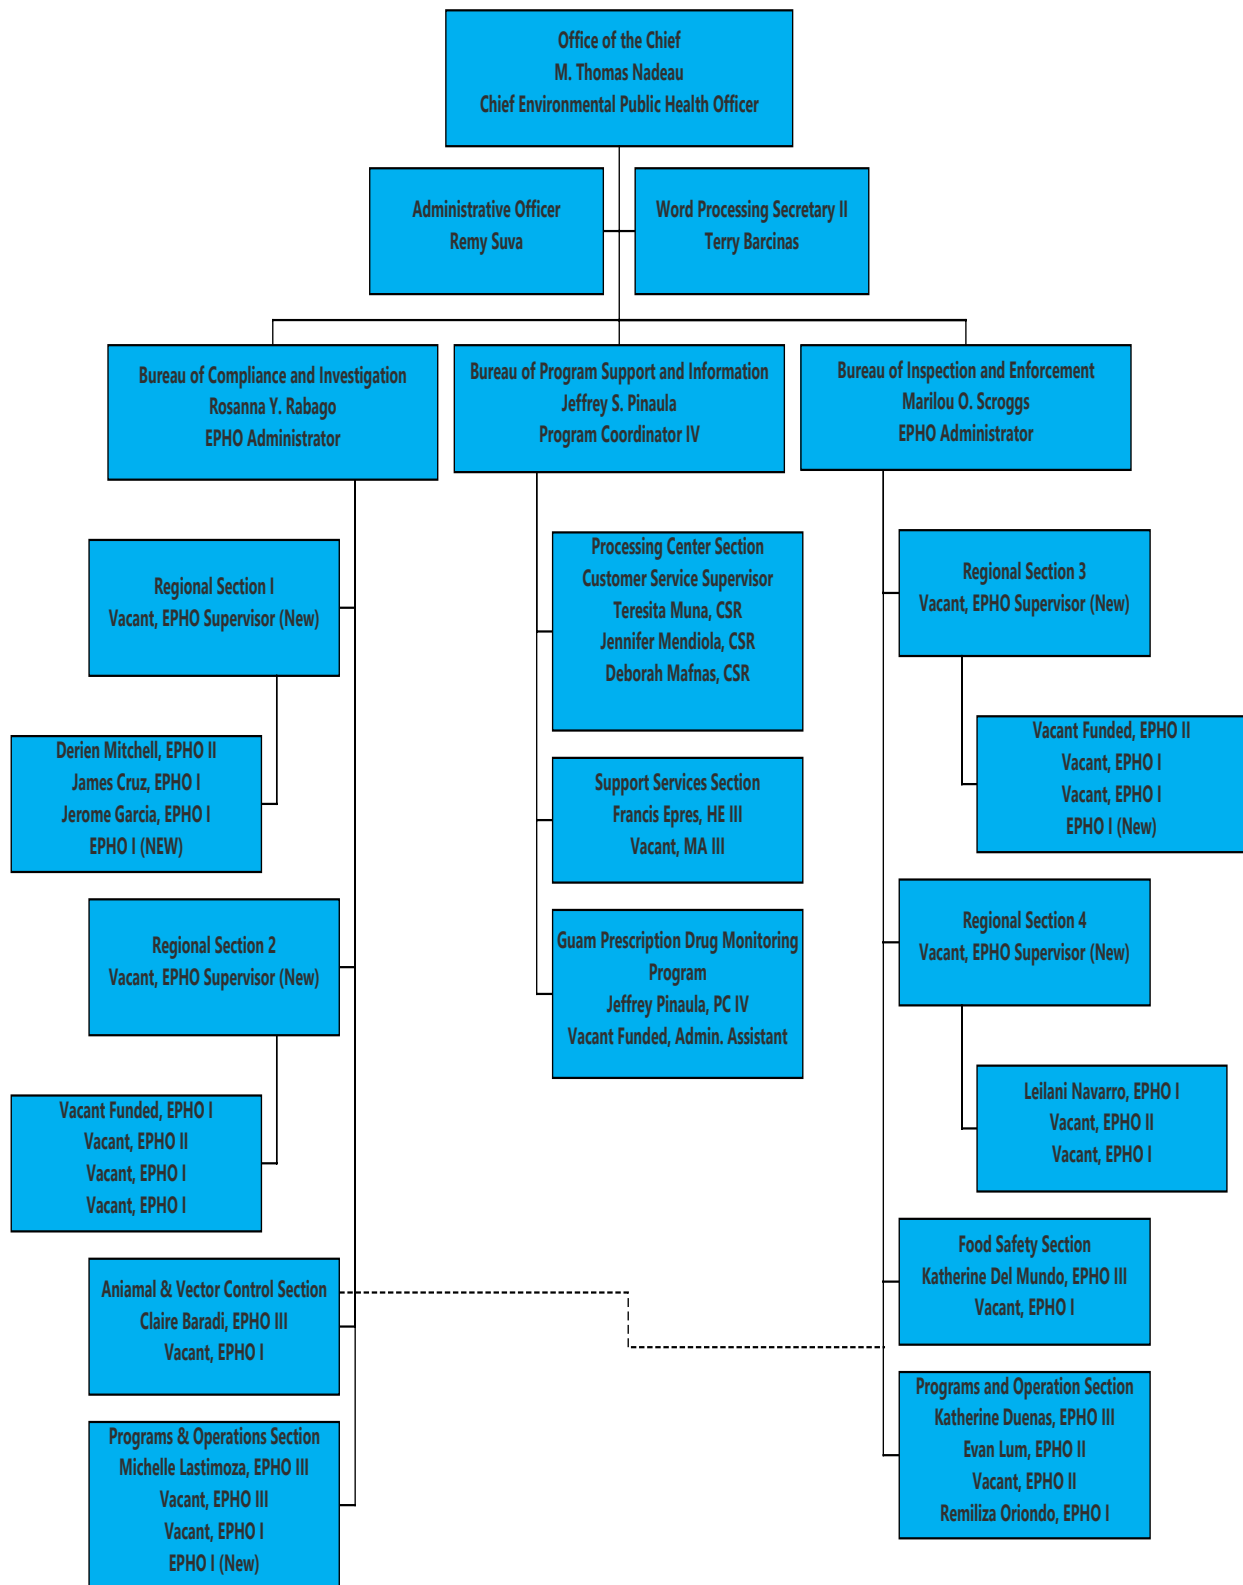 Office of the Chief
M. Thomas Nadeau
Chief Environmental Public Health Officer
Administrative Officer
Remy Suva
Word Processing Secretary II
Terry Barcinas
Bureau of Compliance and Investigation
Rosanna Y. Rabago
EPHO Administrator
Bureau of Program Support and Information
Jeffrey S. Pinaula
Program Coordinator IV
Bureau of Inspection and Enforcement
Marilou O. Scroggs
EPHO Administrator
Regional Section I
Vacant, EPHO Supervisor (New)
Derien Mitchell, EPHO II
James Cruz, EPHO I
Jerome Garcia, EPHO I
EPHO I (NEW)
Regional Section 2
Vacant, EPHO Supervisor (New)
Vacant Funded, EPHO I
Vacant, EPHO II
Vacant, EPHO I
Vacant, EPHO I
Aniamal & Vector Control Section
Claire Baradi, EPHO III
Vacant, EPHO I
Programs & Operations Section
Michelle Lastimoza, EPHO III
Vacant, EPHO III
Vacant, EPHO I
EPHO I (New)
Processing Center Section
Customer Service Supervisor
Teresita Muna, CSR
Jennifer Mendiola, CSR
Deborah Mafnas, CSR
Support Services Section
Francis Epres, HE III
Vacant, MA III
Guam Prescription Drug Monitoring
Program
Jeffrey Pinaula, PC IV
Vacant Funded, Admin. Assistant
Regional Section 3
Vacant, EPHO Supervisor (New)
Vacant Funded, EPHO II
Vacant, EPHO I
Vacant, EPHO I
EPHO I (New)
Regional Section 4
Vacant, EPHO Supervisor (New)
Leilani Navarro, EPHO I
Vacant, EPHO II
Vacant, EPHO I
Food Safety Section
Katherine Del Mundo, EPHO III
Vacant, EPHO I
Programs and Operation Section
Katherine Duenas, EPHO III
Evan Lum, EPHO II
Vacant, EPHO II
Remiliza Oriondo, EPHO I